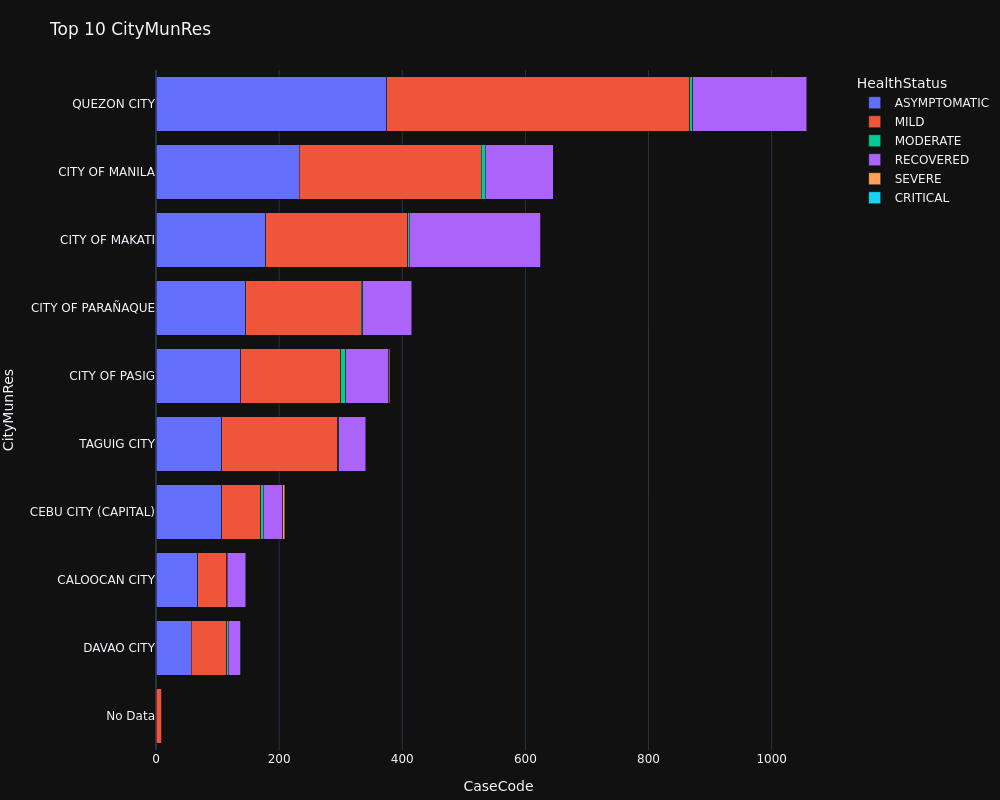 Top 10 CityMunRes
HealthStatus
ASYMPTOMATIC
MILD
MODERATE
RECOVERED
SEVERE
CRITICAL
CityMunRes
QUEZON CITY
CITY OF MANILA
CITY OF MAKATI
CITY OF PARAÑAQUE
CITY OF PASIG
TAGUIG CITY
CEBU CITY (CAPITAL)
CALOOCAN CITY
DAVAO CITY
No Data
0 200 400 600 800 1000
CaseCode